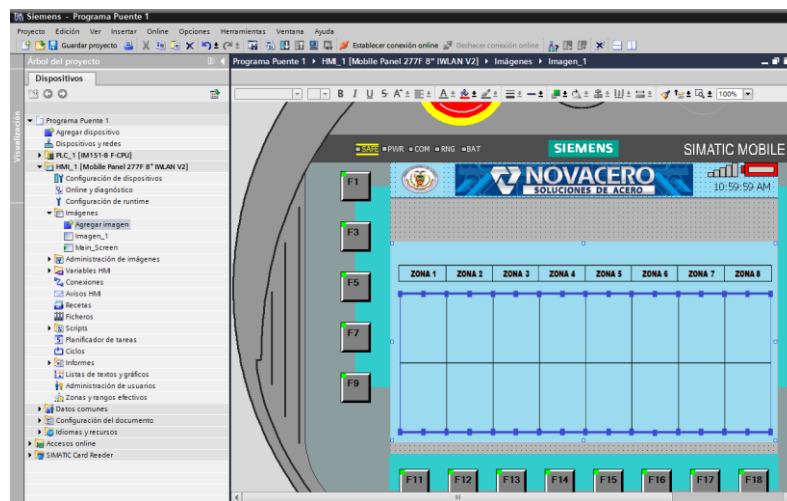 Siemens - Programa Puente 1
Proyecto Edición Ver Insertar Online Opciones Herramientas Ventana Ayuda
Guardar proyecto Establecer conexión online Deshacer conexión online
Árbol del proyecto
Programa Puente 1 HMI_1 [Mobile Panel 277F 8" IWLAN V2] Imágenes Imagen_1
Dispositivos
B I U S A 100%
Visualización
Programa Puente 1
Agregar dispositivo
Dispositivos y redes
PLC_1 [IM151-8 F-CPU]
HMI_1 [Mobile Panel 277F 8" IWLAN V2]
Configuración de dispositivos
Online y diagnóstico
Configuración de runtime
Imágenes
Agregar imagen
Imagen_1
Main_Screen
Administración de imágenes
Variables HMI
Conexiones
Avisos HMI
Recetas
Ficheros
Scripts
Planificador de tareas
Ciclos
Informes
Listas de textos y gráficos
Administración de usuarios
Zonas y rangos efectivos
Datos comunes
Configuración del documento
Idiomas y recursos
Accesos online
SIMATIC Card Reader
SAFE PWR COM RNG BAT
SIEMENS
SIMATIC MOBILE
NOVACERO
SOLUCIONES DE ACERO
10:59:59 AM
F1
F3
F5
F7
F9
ZONA 1 ZONA 2 ZONA 3 ZONA 4 ZONA 5 ZONA 6 ZONA 7 ZONA 8
F11 F12 F13 F14 F15 F16 F17 F18